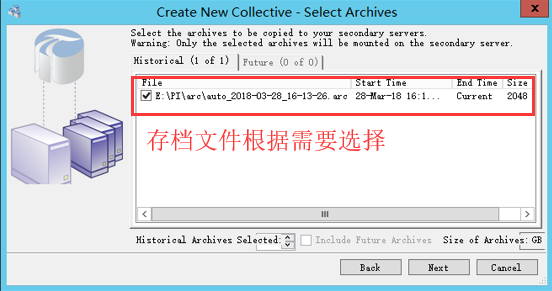 Create New Collective - Select Archives
Select the archives to be copied to your secondary servers.
Warning: Only the selected archives will be mounted on the secondary server.
Historical (1 of 1) Future (0 of 0)
File Start Time End Time Size
E:\PI\arc\auto_2018-03-28_16-13-26.arc 28-Mar-18 16:1... Current 2048
存档文件根据需要选择
Historical Archives Selected: Include Future Archives Size of Archives: GB
Back Next Cancel